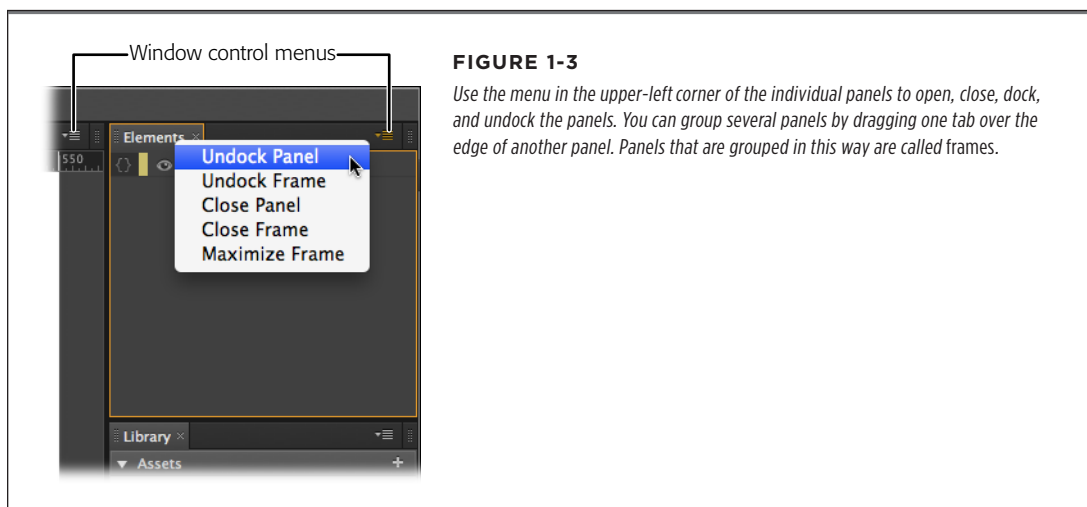 Window control menus
FIGURE 1-3
Use the menu in the upper-left corner of the individual panels to open, close, dock,
and undock the panels. You can group several panels by dragging one tab over the
edge of another panel. Panels that are grouped in this way are called frames.
Elements
550
Undock Panel
Undock Frame
Close Panel
Close Frame
Maximize Frame
Library
Assets